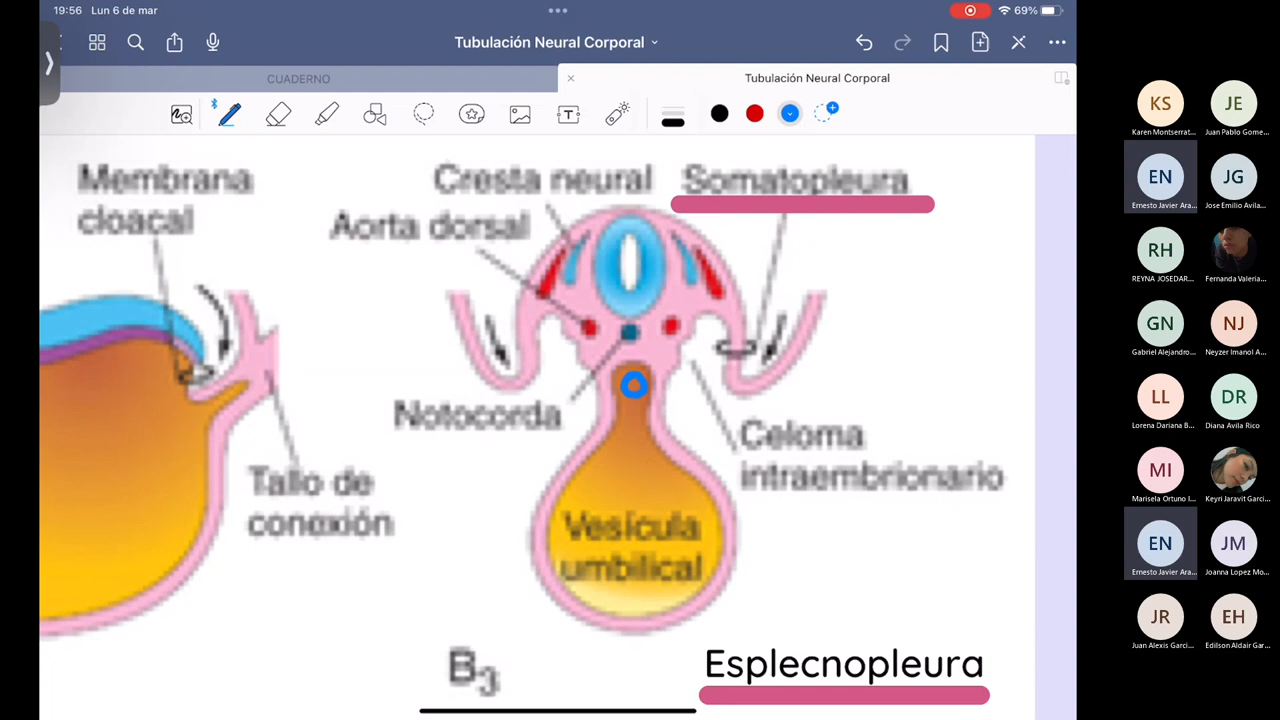 19:56 Lun 6 de mar
69%
Tubulación Neural Corporal
CUADERNO
Tubulación Neural Corporal
Membrana
cloacal
Cresta neural
Somatopleura
Aorta dorsal
Notocorda
Celoma
intraembrionario
Tallo de
conexión
Vesícula
umbilical
B3
Esplecnopleura
KS
Karen Montserrat...
JE
Juan Pablo Gome...
EN
Ernesto Javier Ara...
JG
Jose Emilio Avila...
RH
REYNA JOSEDAR...
Fernanda Valeria...
GN
Gabriel Alejandro...
NJ
Neyzer Imanol A...
LL
Lorena Dariana B...
DR
Diana Avila Rico
MI
Marisela Ortuno I...
Keyri Jaravit Garci...
EN
Ernesto Javier Ara...
JM
Joanna Lopez Mo...
JR
Juan Alexis Garci...
EH
Edilson Aldair Gar...